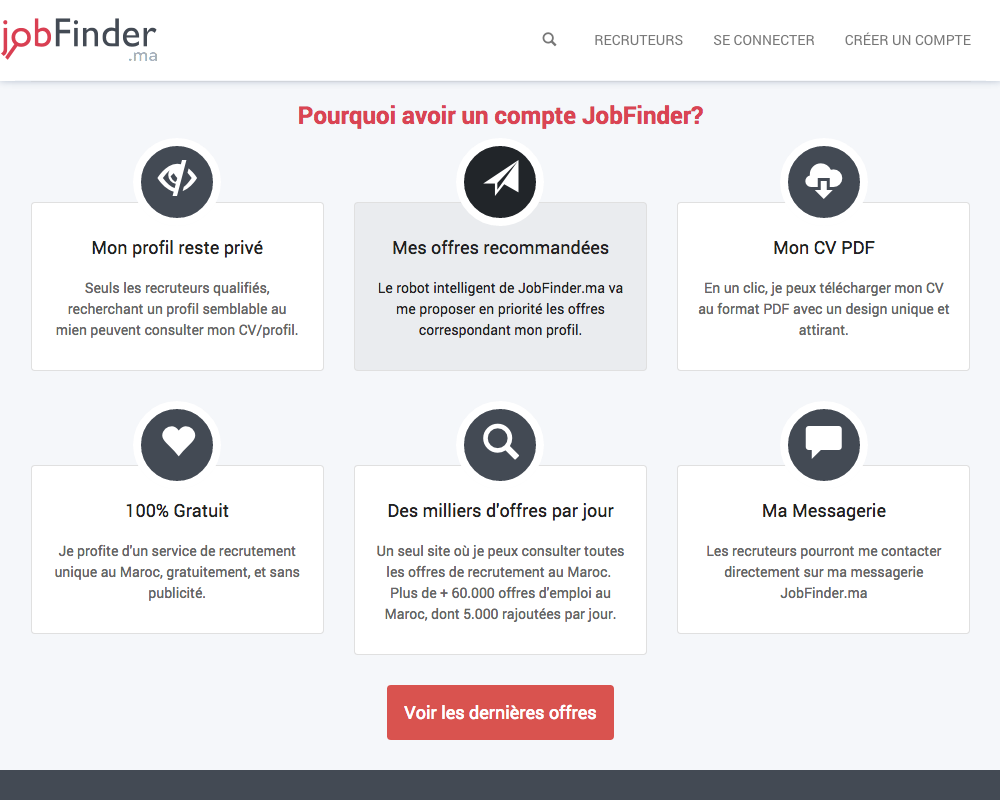 jobFinder
.ma
RECRUTEURS
SE CONNECTER
CRÉER UN COMPTE
Pourquoi avoir un compte JobFinder?
Mon profil reste privé
Seuls les recruteurs qualifiés,
recherchant un profil semblable au
mien peuvent consulter mon CV/profil.
Mes offres recommandées
Le robot intelligent de JobFinder.ma va
me proposer en priorité les offres
correspondant mon profil.
Mon CV PDF
En un clic, je peux télécharger mon CV
au format PDF avec un design unique et
attirant.
100% Gratuit
Je profite d'un service de recrutement
unique au Maroc, gratuitement, et sans
publicité.
Des milliers d'offres par jour
Un seul site où je peux consulter toutes
les offres de recrutement au Maroc.
Plus de + 60.000 offres d'emploi au
Maroc, dont 5.000 rajoutées par jour.
Ma Messagerie
Les recruteurs pourront me contacter
directement sur ma messagerie
JobFinder.ma
Voir les dernières offres